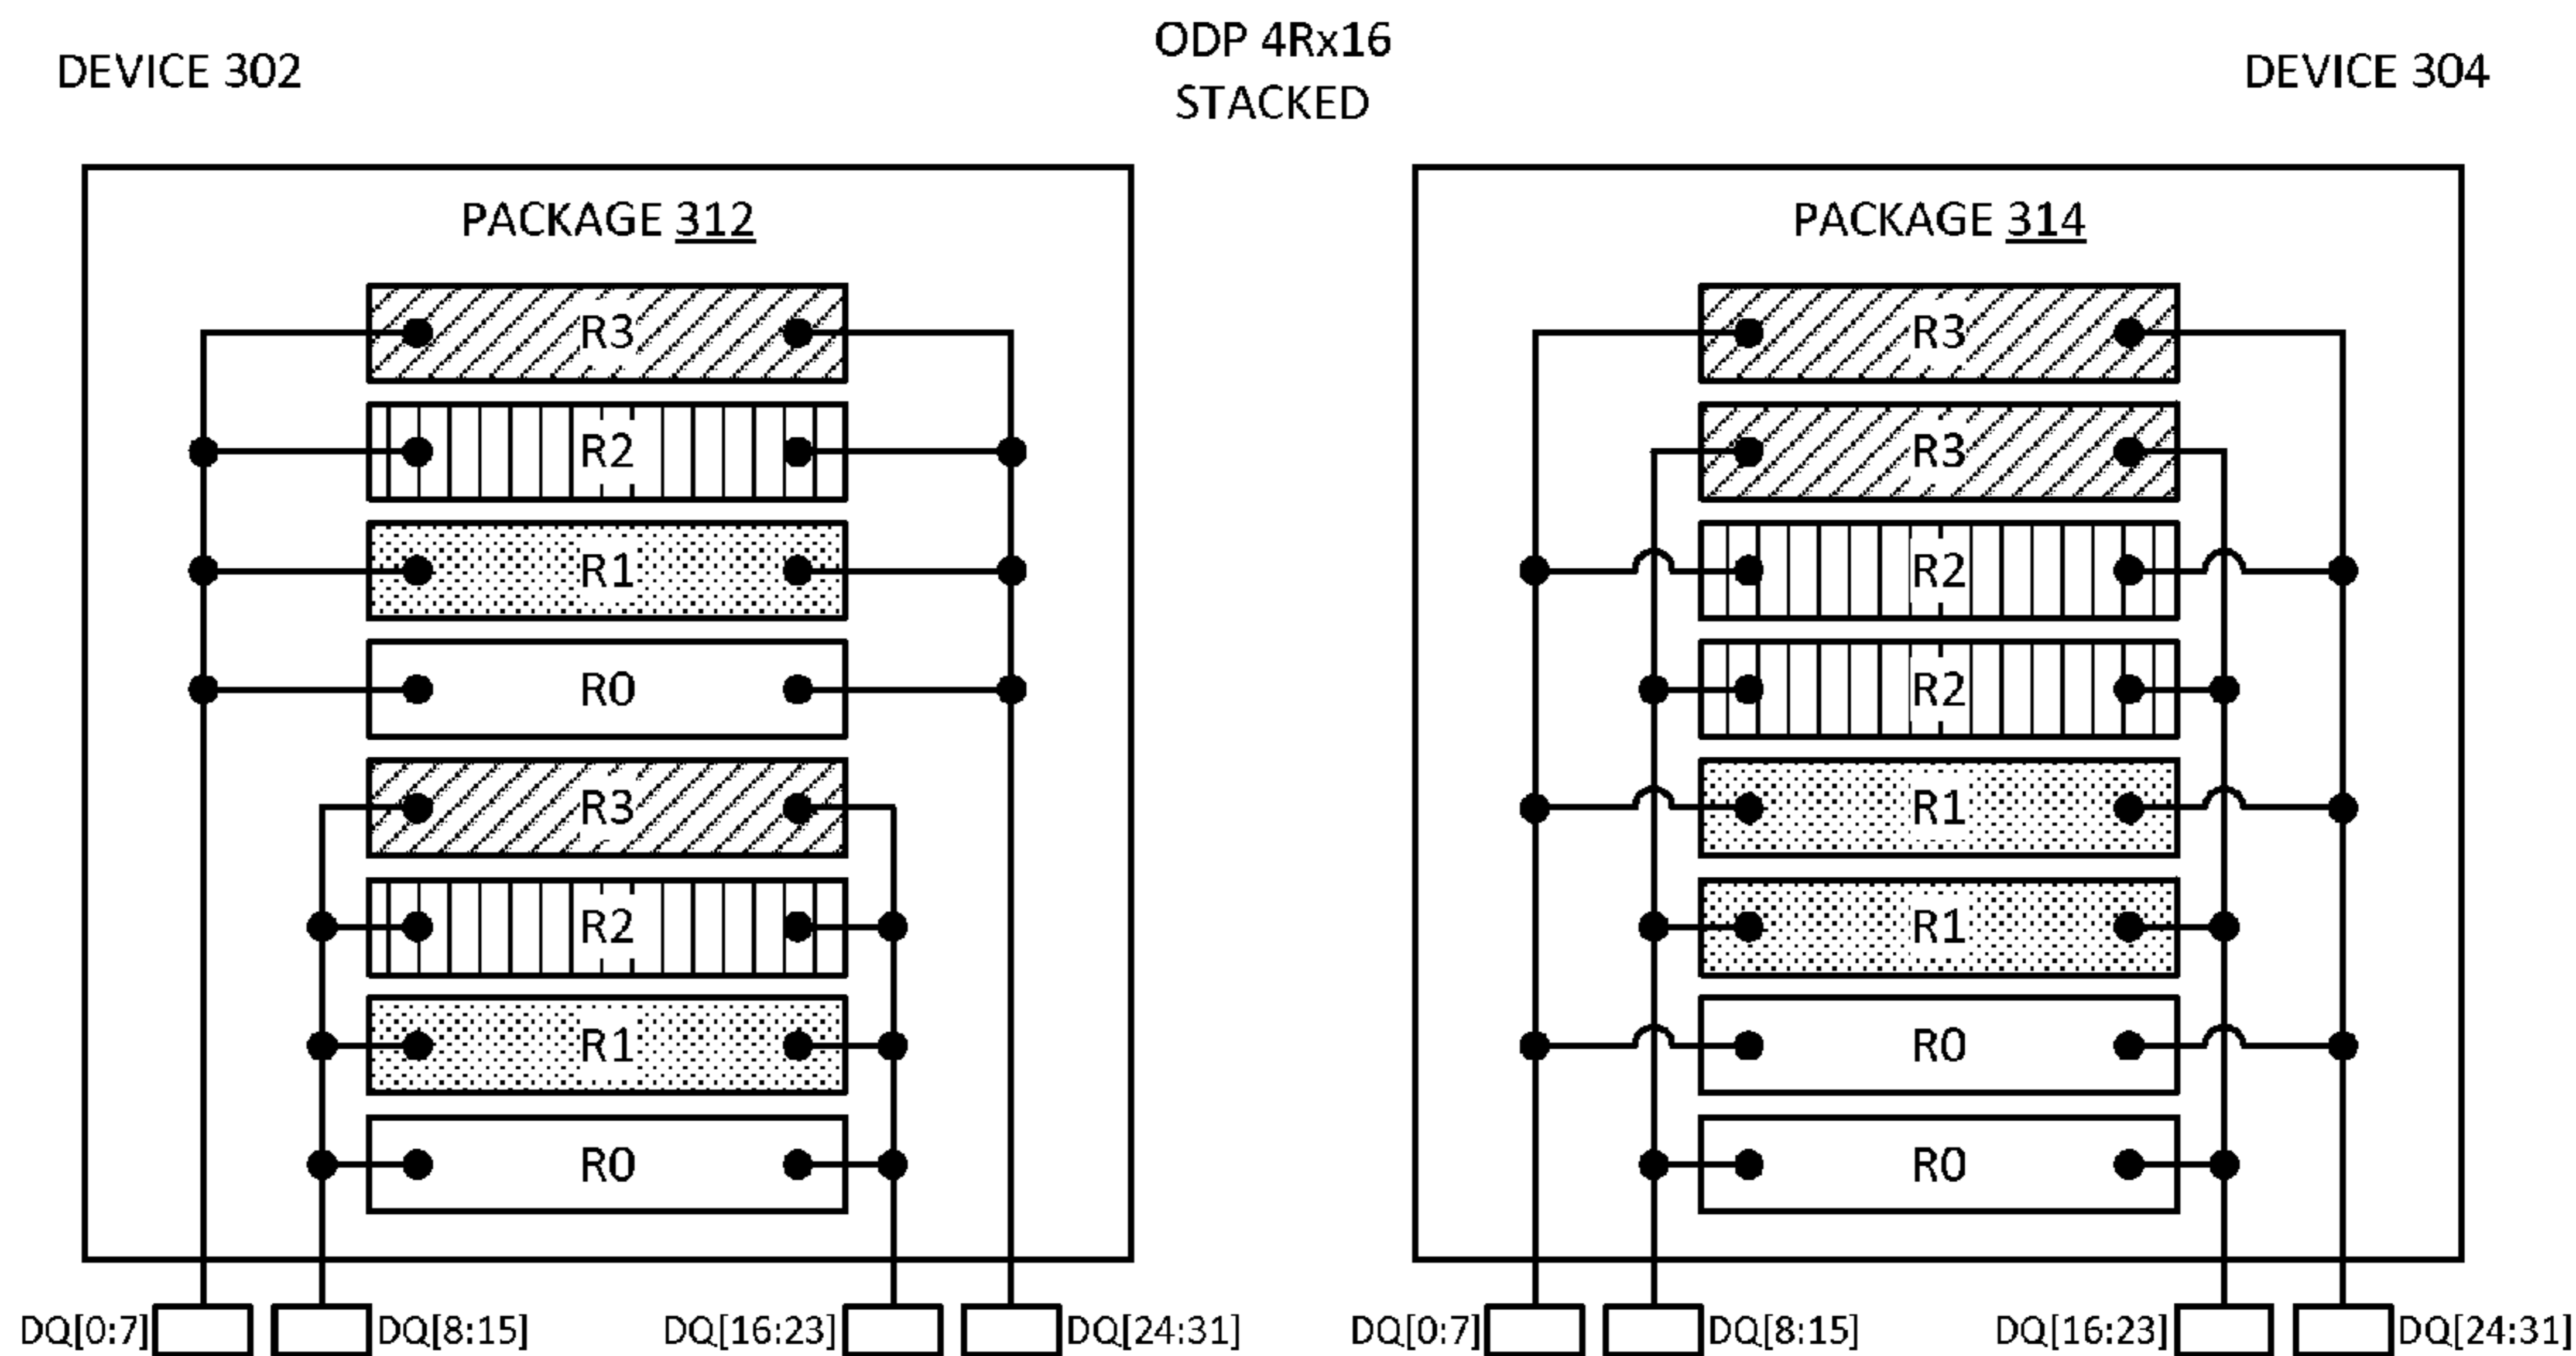 ODP 4Rx16
STACKED
DEVICE 302
DEVICE 304
PACKAGE 312
R3
R2
R1
R0
R3
R2
R1
R0
DQ[0:7]
DQ[8:15]
DQ[16:23]
DQ[24:31]
PACKAGE 314
R3
R3
R2
R2
R1
R1
R0
R0
DQ[0:7]
DQ[8:15]
DQ[16:23]
DQ[24:31]